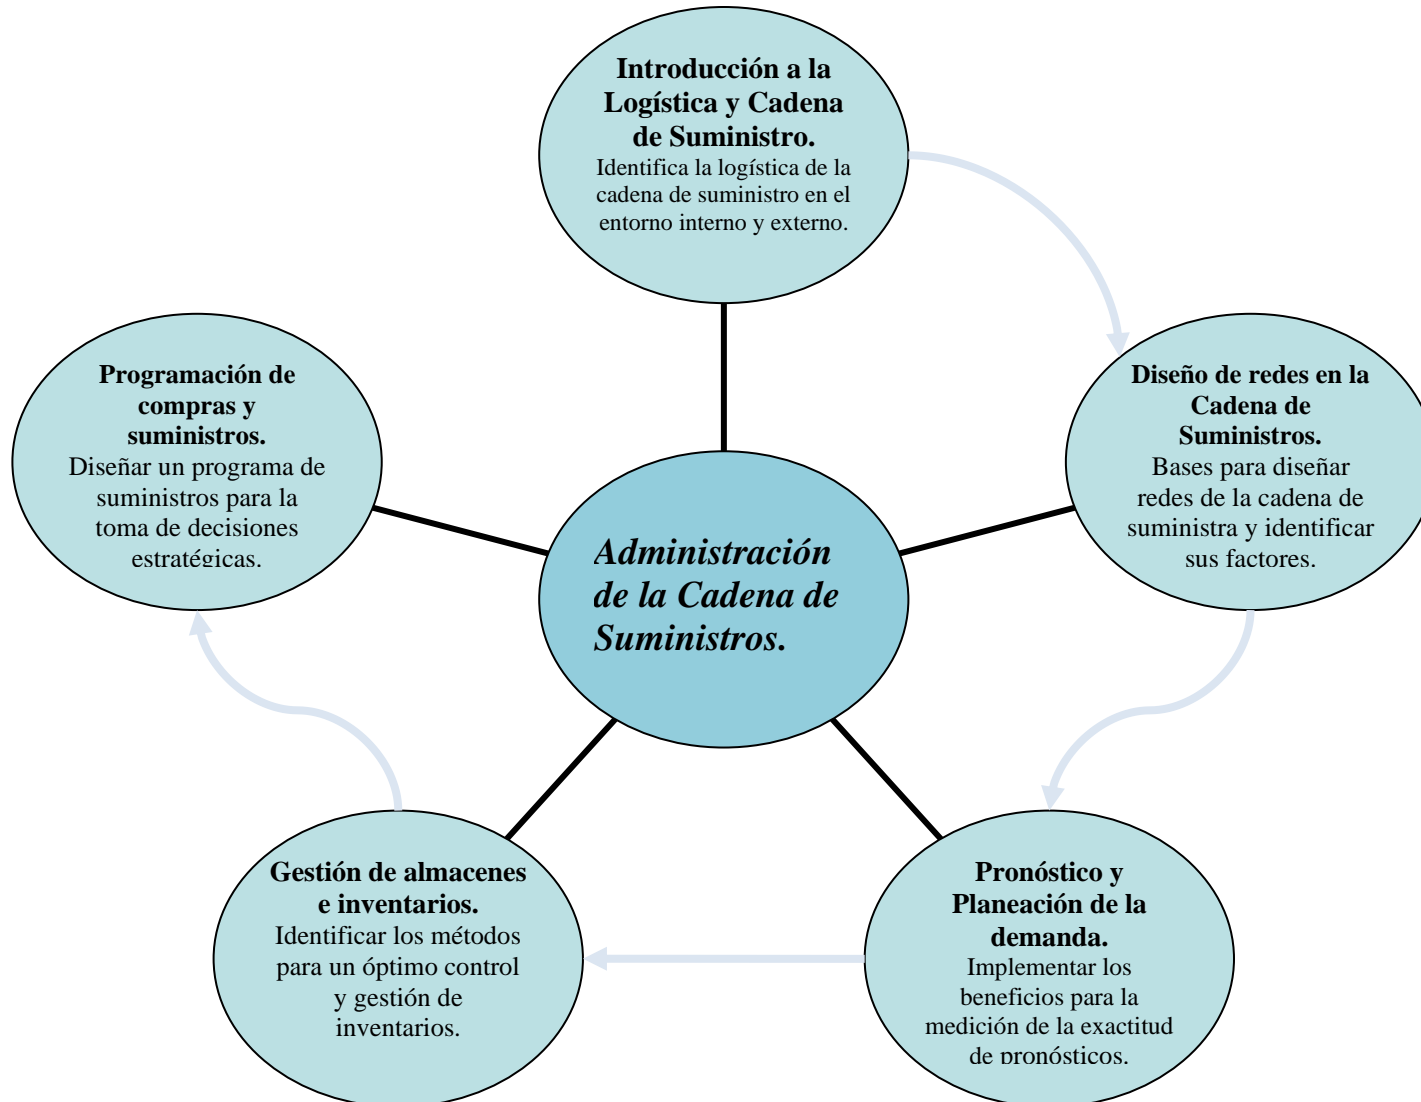 Introducción a la
Logística y Cadena
de Suministro.
Identifica la logística de la
cadena de suministro en el
entorno interno y externo.
Programación de
compras y
suministros.
Diseñar un programa de
suministros para la
toma de decisiones
estratégicas.
Diseño de redes en la
Cadena de
Suministros.
Bases para diseñar
redes de la cadena de
suministra y identificar
sus factores.
Administración
de la Cadena de
Suministros.
Gestión de almacenes
e inventarios.
Identificar los métodos
para un óptimo control
y gestión de
inventarios.
Pronóstico y
Planeación de la
demanda.
Implementar los
beneficios para la
medición de la exactitud
de pronósticos.